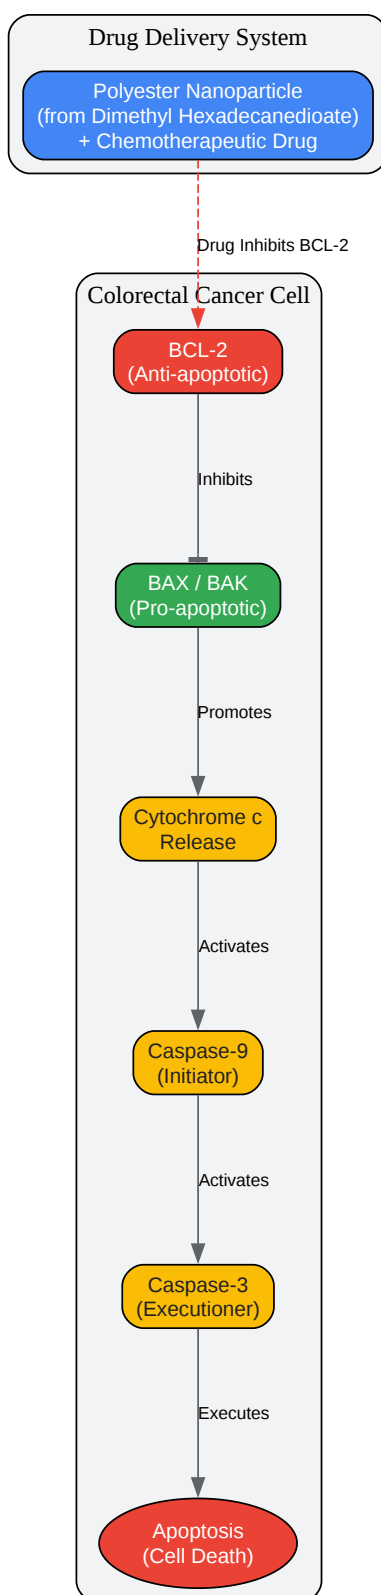 Drug Delivery System
Polyester Nanoparticle
(from Dimethyl Hexadecanedioate)
+ Chemotherapeutic Drug
Drug Inhibits BCL-2
Colorectal Cancer Cell
BCL-2
(Anti-apoptotic)
Inhibits
BAX / BAK
(Pro-apoptotic)
Promotes
Cytochrome c
Release
Activates
Caspase-9
(Initiator)
Activates
Caspase-3
(Executioner)
Executes
Apoptosis
(Cell Death)